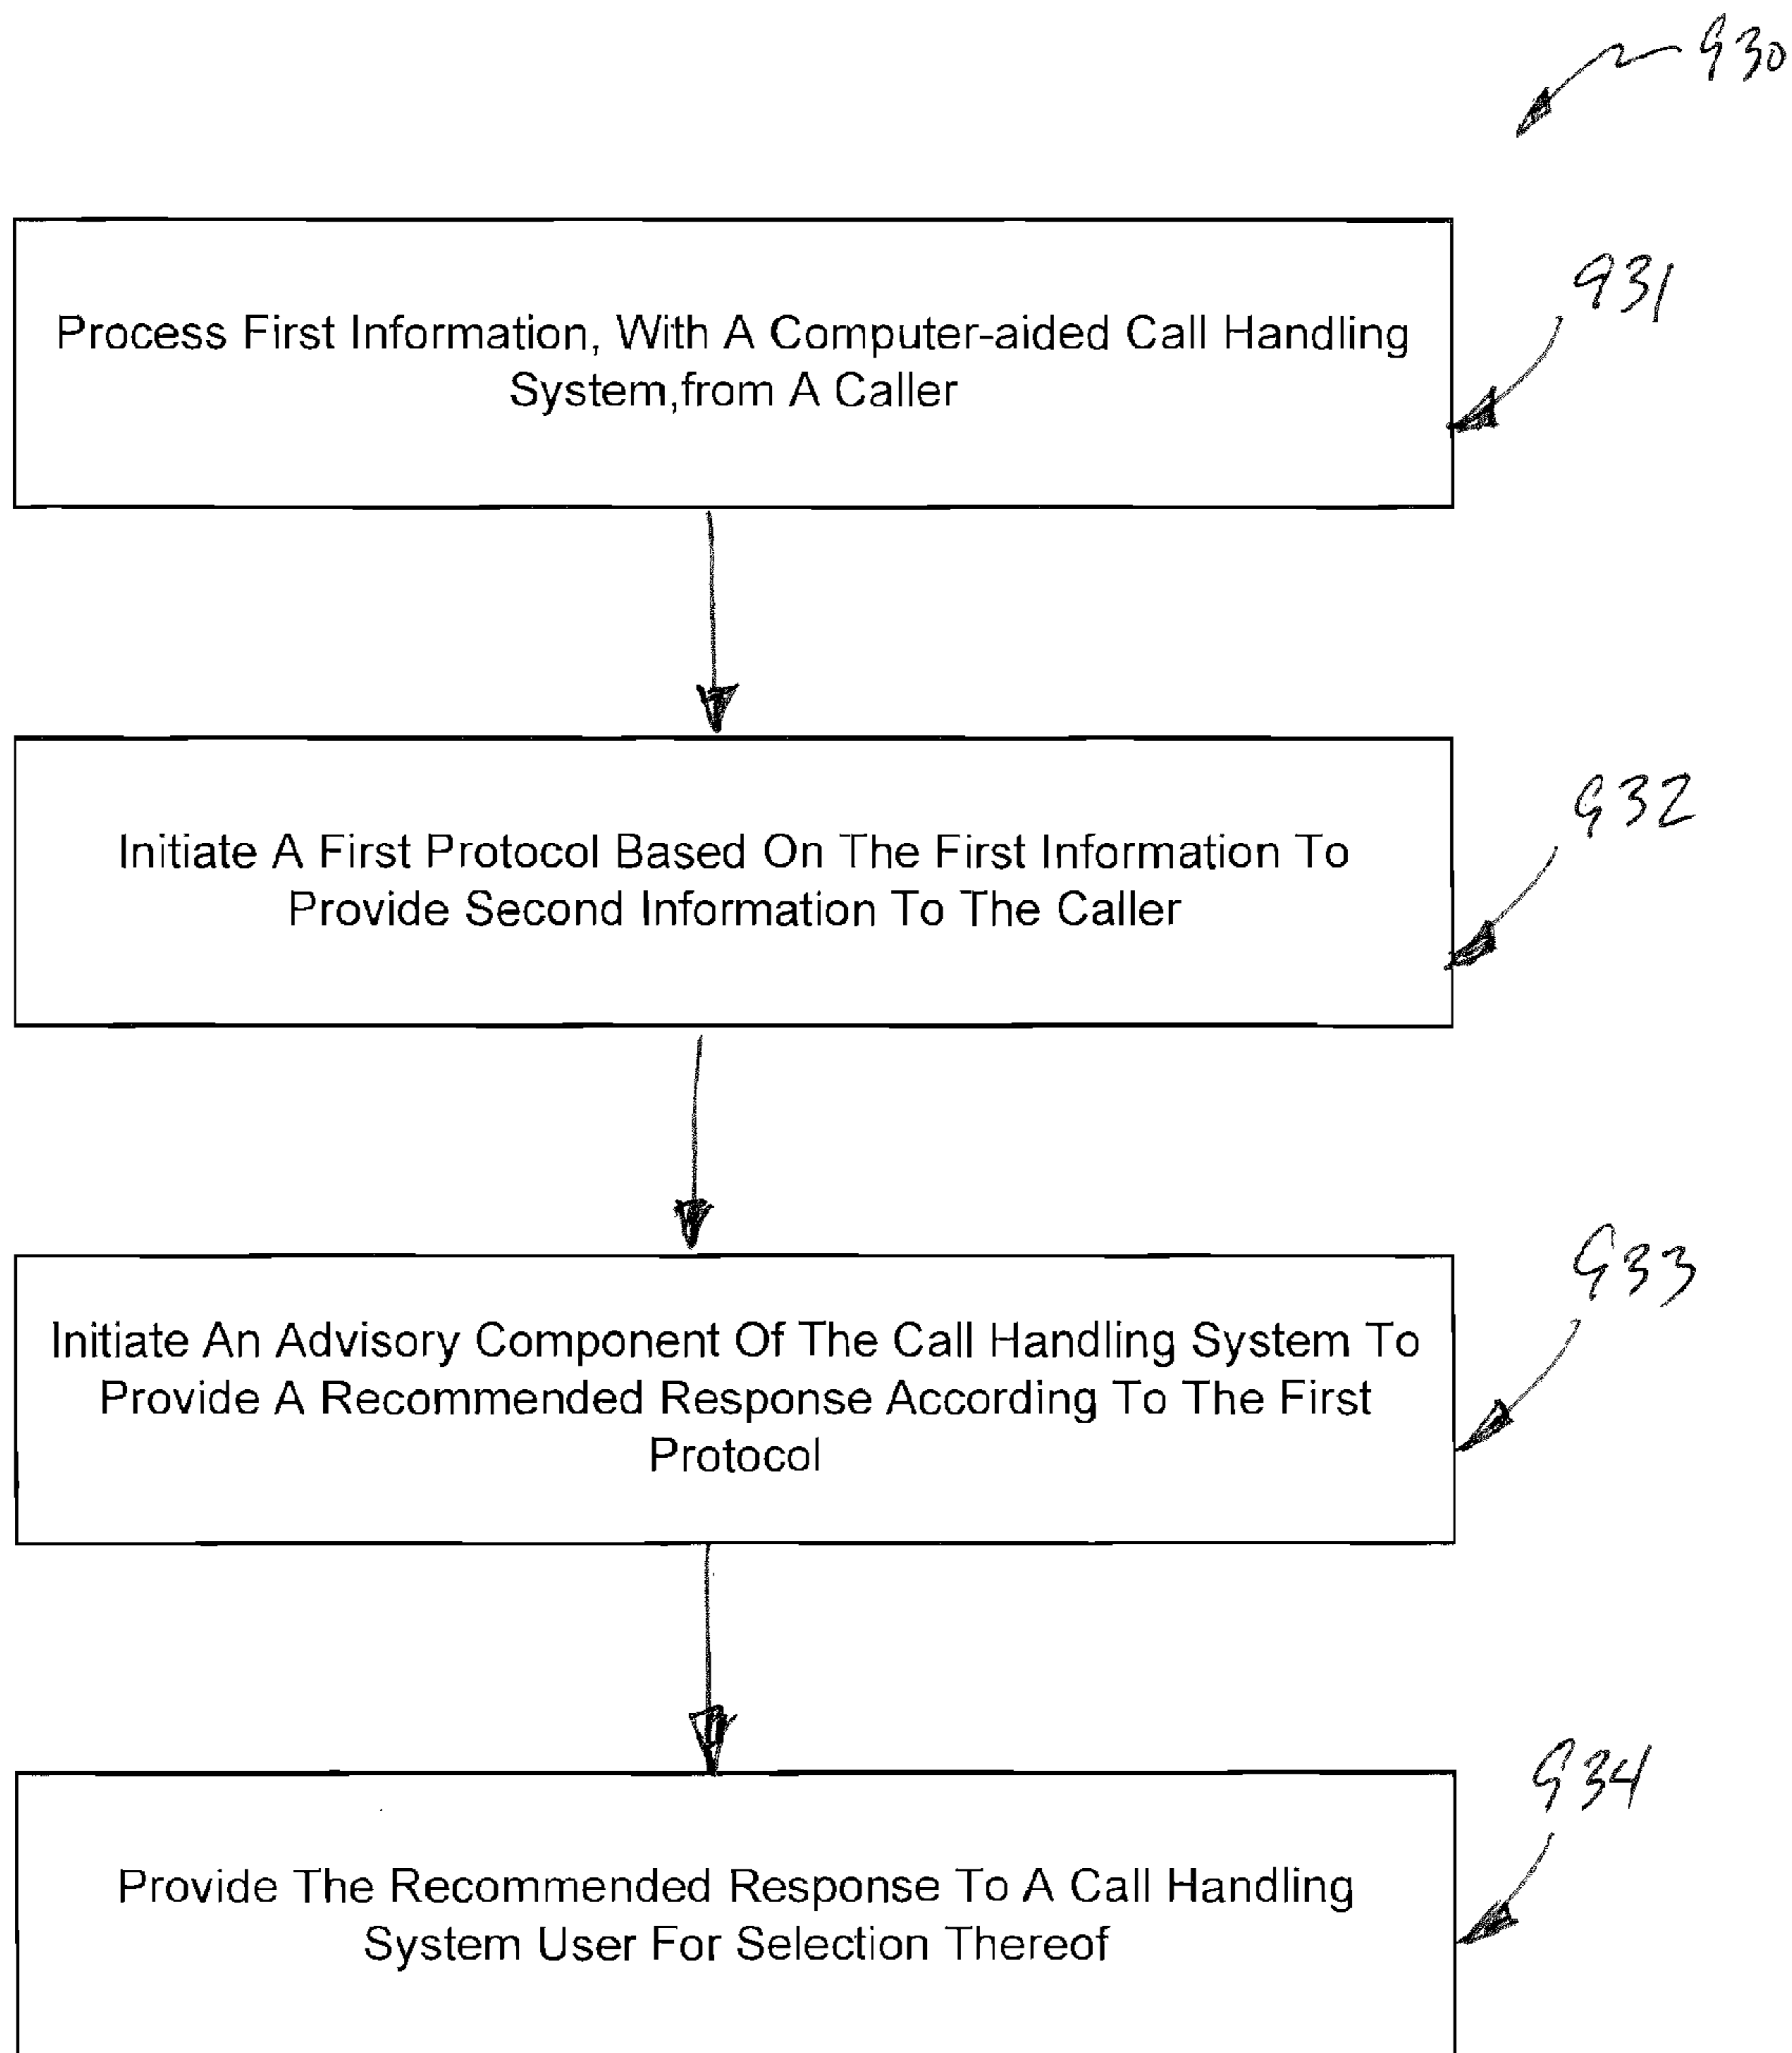 930
Process First Information, With A Computer-aided Call Handling
System,from A Caller
931
Initiate A First Protocol Based On The First Information To
Provide Second Information To The Caller
932
Initiate An Advisory Component Of The Call Handling System To
Provide A Recommended Response According To The First
Protocol
933
Provide The Recommended Response To A Call Handling
System User For Selection Thereof
934